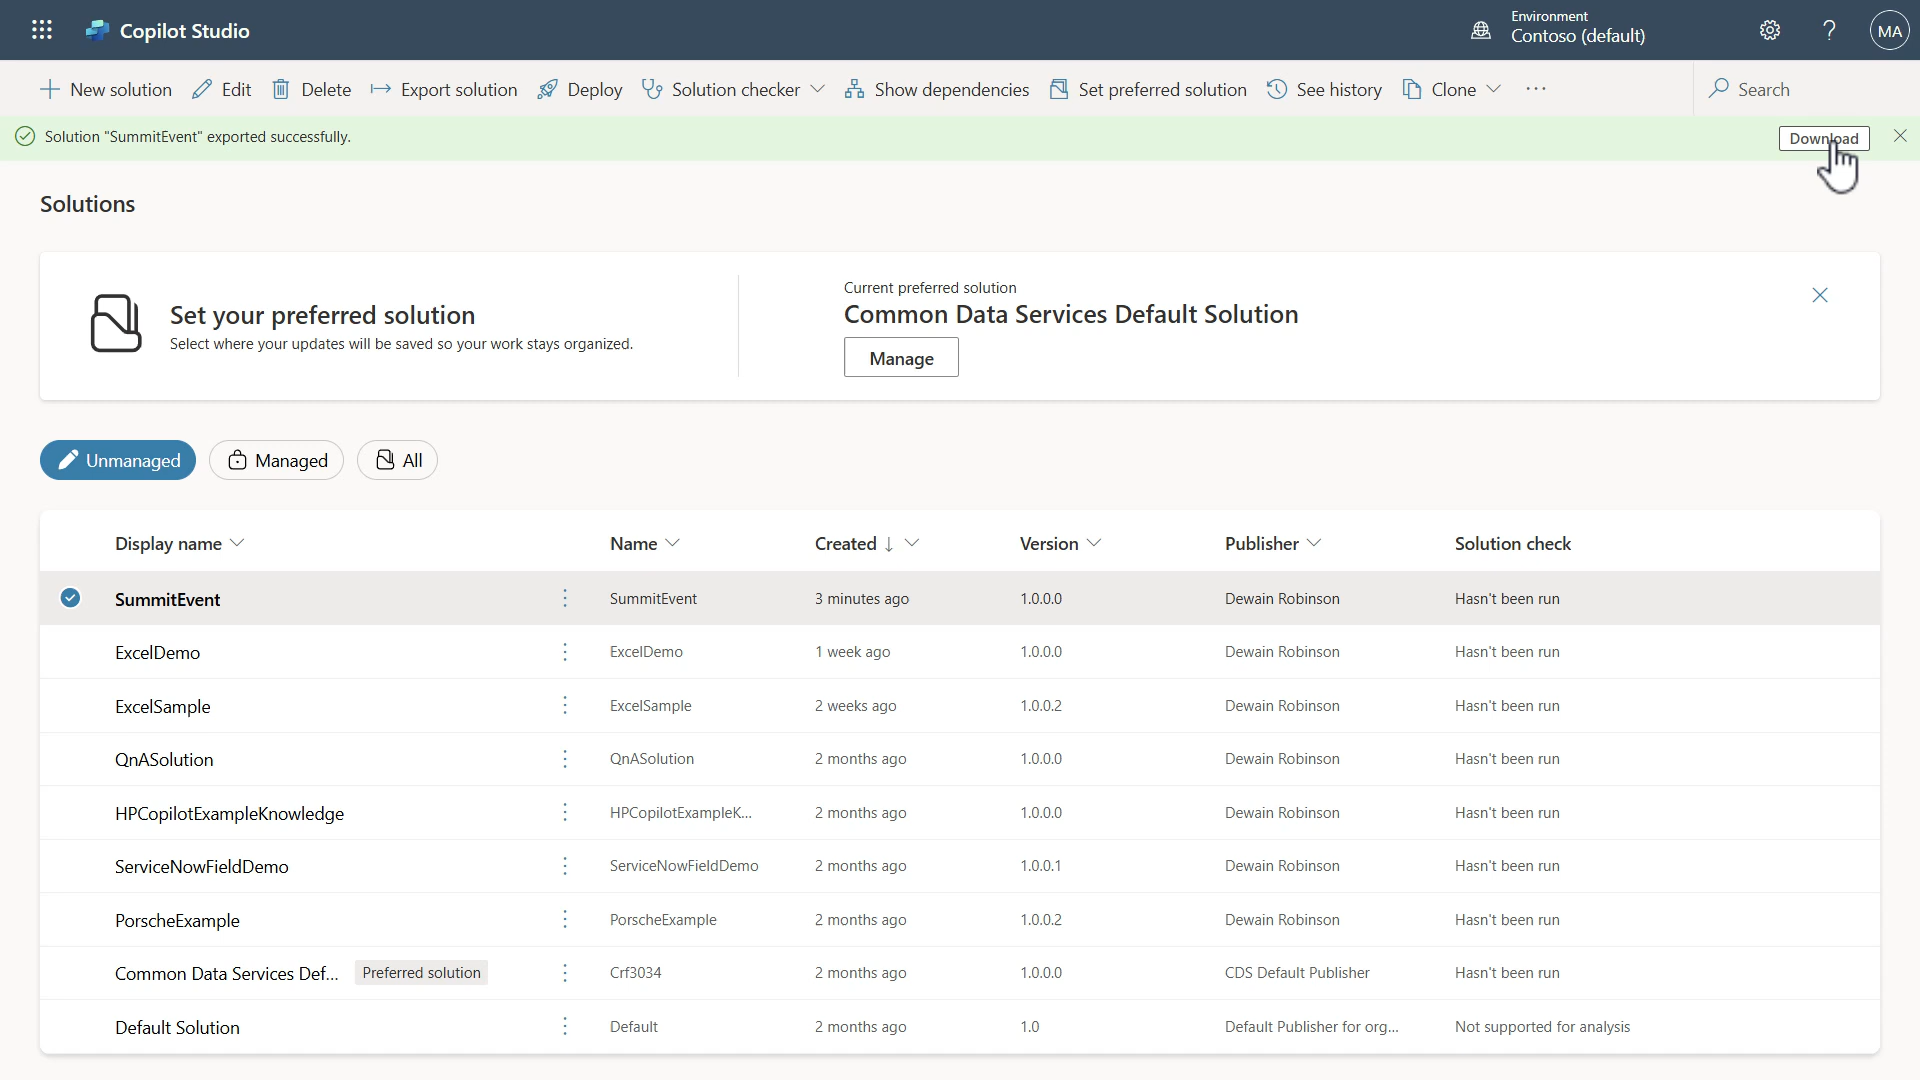 Copilot Studio
Environment
Contoso (default)
MA
New solution Edit Delete Export solution Deploy Solution checker Show dependencies Set preferred solution See history Clone ... Search
Solution "SummitEvent" exported successfully.
Download
Solutions
Set your preferred solution
Select where your updates will be saved so your work stays organized.
Current preferred solution
Common Data Services Default Solution
Manage
Unmanaged Managed All
Display name Name Created Version Publisher Solution check
SummitEvent SummitEvent 3 minutes ago 1.0.0.0 Dewain Robinson Hasn't been run
ExcelDemo ExcelDemo 1 week ago 1.0.0.0 Dewain Robinson Hasn't been run
ExcelSample ExcelSample 2 weeks ago 1.0.0.2 Dewain Robinson Hasn't been run
QnASolution QnASolution 2 months ago 1.0.0.0 Dewain Robinson Hasn't been run
HPCopilotExampleKnowledge HPCopilotExampleK... 2 months ago 1.0.0.0 Dewain Robinson Hasn't been run
ServiceNowFieldDemo ServiceNowFieldDemo 2 months ago 1.0.0.1 Dewain Robinson Hasn't been run
PorscheExample PorscheExample 2 months ago 1.0.0.2 Dewain Robinson Hasn't been run
Common Data Services Def... Preferred solution Crf3034 2 months ago 1.0.0.0 CDS Default Publisher Hasn't been run
Default Solution Default 2 months ago 1.0 Default Publisher for org... Not supported for analysis